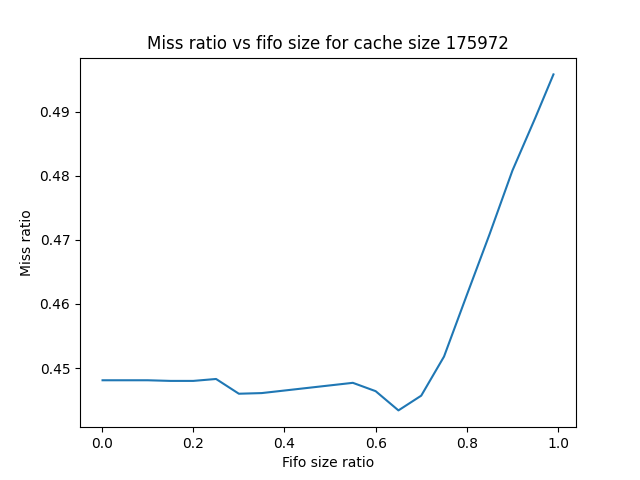 Miss ratio vs fifo size for cache size 175972
0.49
0.48
0.47
0.46
0.45
Miss ratio
0.0 0.2 0.4 0.6 0.8 1.0
Fifo size ratio